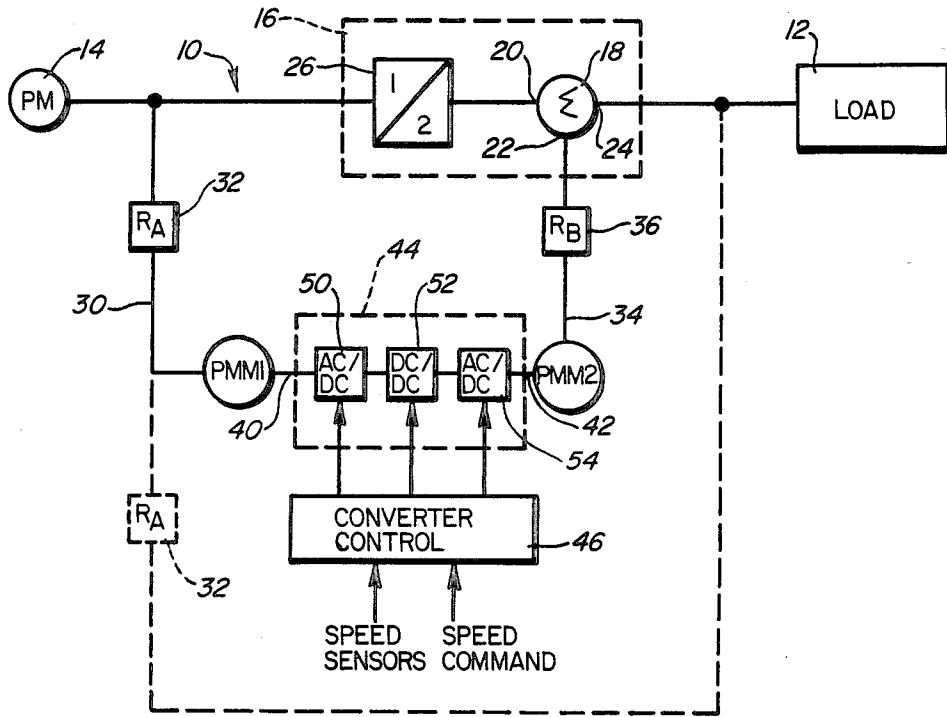 14
10
16
26
1
2
20
18
Σ
22
24
12
PM
LOAD
RA
32
RB
36
44
50
52
30
34
PMM1
AC/
DC
DC/
DC
AC/
DC
PMM2
40
42
54
RA
32
CONVERTER
CONTROL
46
SPEED
SENSORS
SPEED
COMMAND